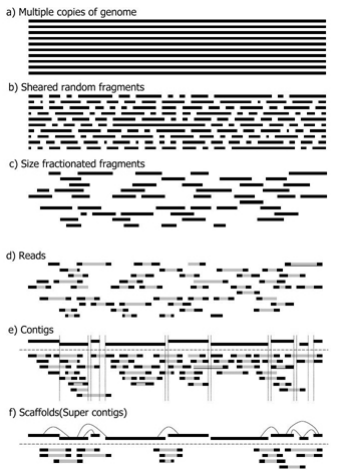 a) Multiple copies of genome
b) Sheared random fragments
c) Size fractionated fragments
d) Reads
e) Contigs
f) Scaffolds(Super contigs)